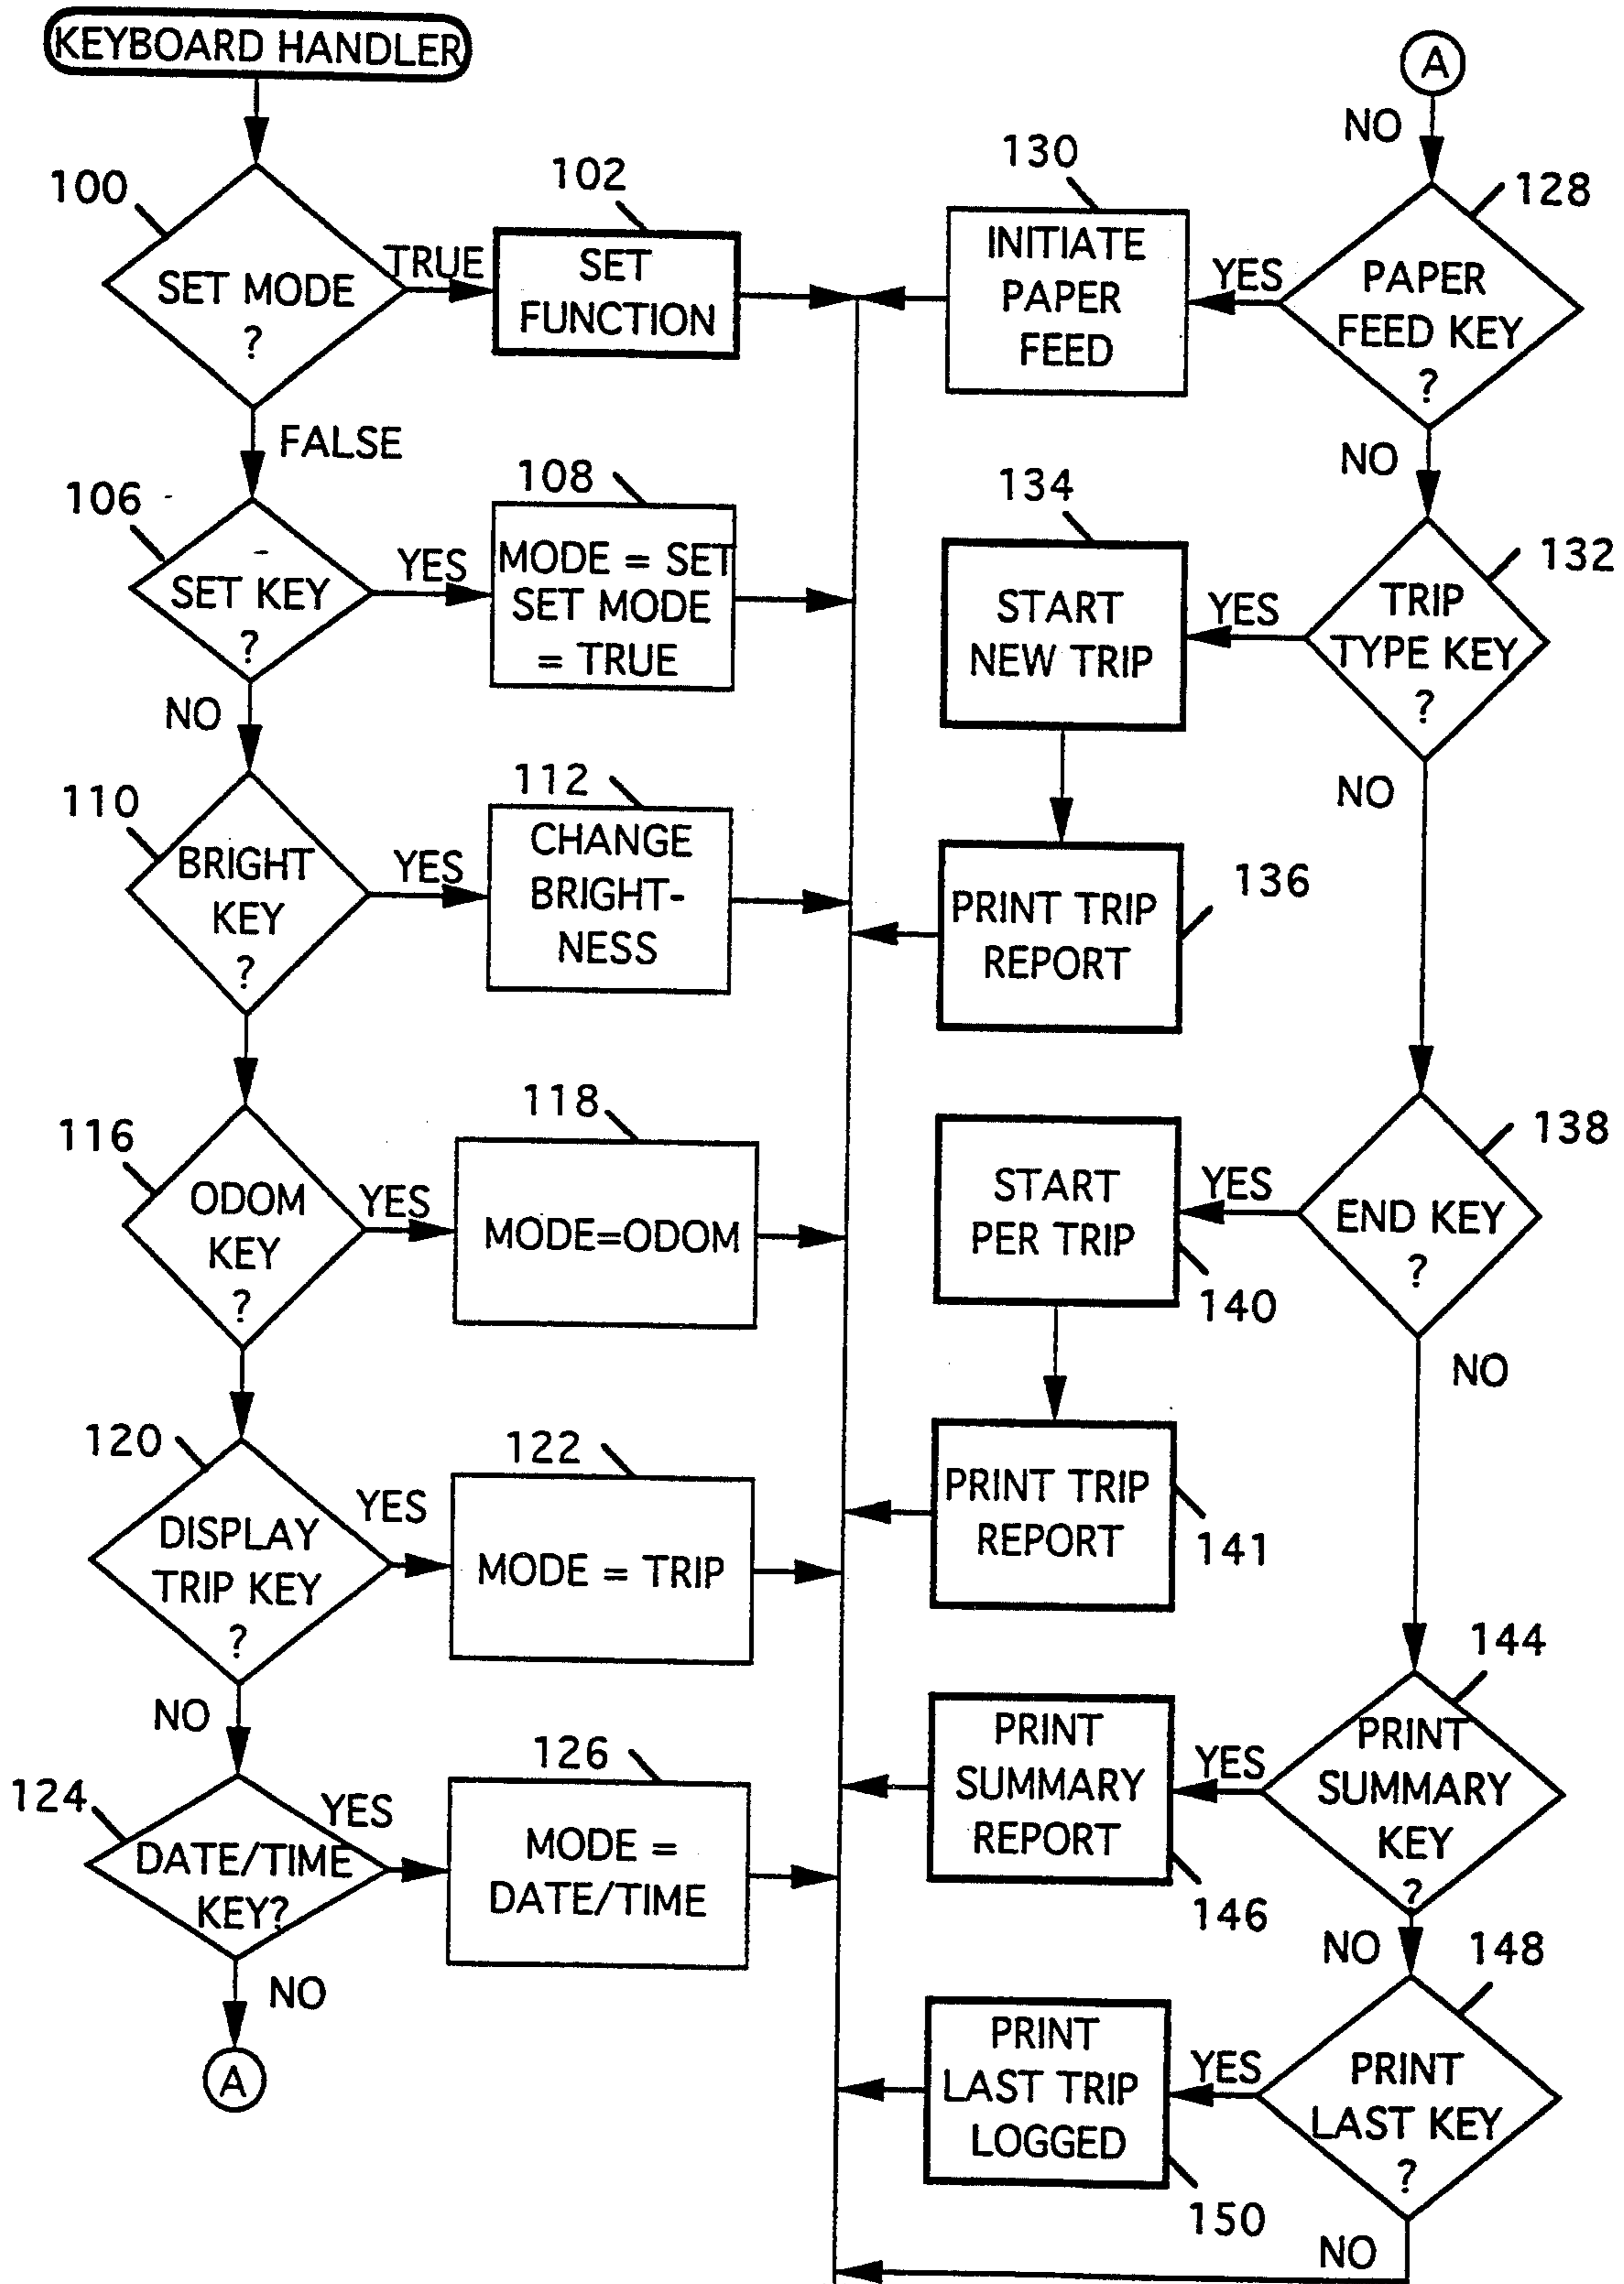 KEYBOARD HANDLER
100
SET MODE
?
TRUE
102
SET
FUNCTION
FALSE
106
SET KEY
?
YES
108
MODE = SET
SET MODE
= TRUE
NO
110
BRIGHT
KEY
?
YES
112
CHANGE
BRIGHT-
NESS
116
ODOM
KEY
?
YES
118
MODE=ODOM
120
DISPLAY
TRIP KEY
?
YES
122
MODE = TRIP
NO
124
DATE/TIME
KEY?
YES
126
MODE =
DATE/TIME
NO
A
A
NO
128
PAPER
FEED KEY
?
YES
130
INITIATE
PAPER
FEED
NO
132
TRIP
TYPE KEY
?
YES
134
START
NEW TRIP
136
PRINT TRIP
REPORT
NO
138
END KEY
?
YES
START
PER TRIP
140
PRINT TRIP
REPORT
141
NO
144
PRINT
SUMMARY
KEY
?
YES
PRINT
SUMMARY
REPORT
146
NO
148
PRINT
LAST KEY
?
YES
PRINT
LAST TRIP
LOGGED
150
NO